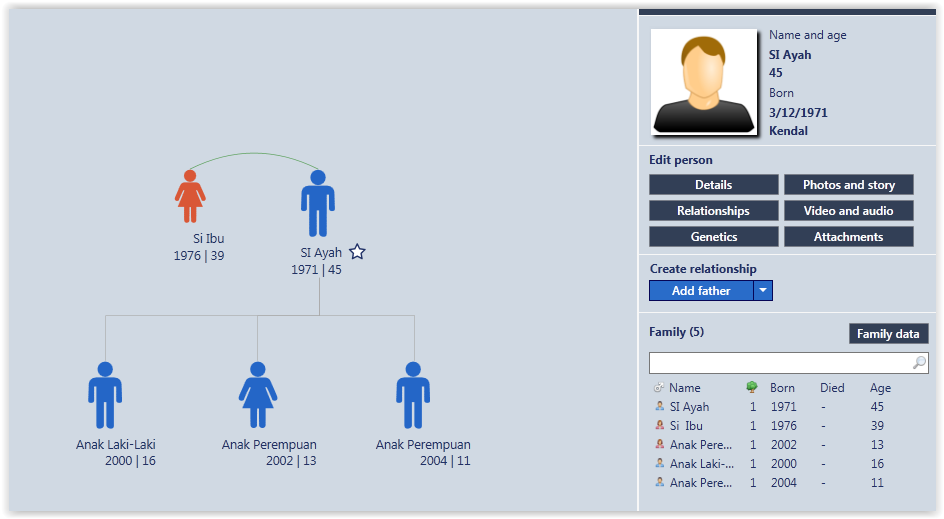 Si Ibu
1976 | 39
SI Ayah
1971 | 45
Anak Laki-Laki
2000 | 16
Anak Perempuan
2002 | 13
Anak Perempuan
2004 | 11
Name and age
SI Ayah
45
Born
3/12/1971
Kendal
Edit person
Details Photos and story
Relationships Video and audio
Genetics Attachments
Create relationship
Add father
Family (5) Family data
Name Born Died Age
SI Ayah 1 1971 - 45
Si Ibu 1 1976 - 39
Anak Pere... 1 2002 - 13
Anak Laki-... 1 2000 - 16
Anak Pere... 1 2004 - 11